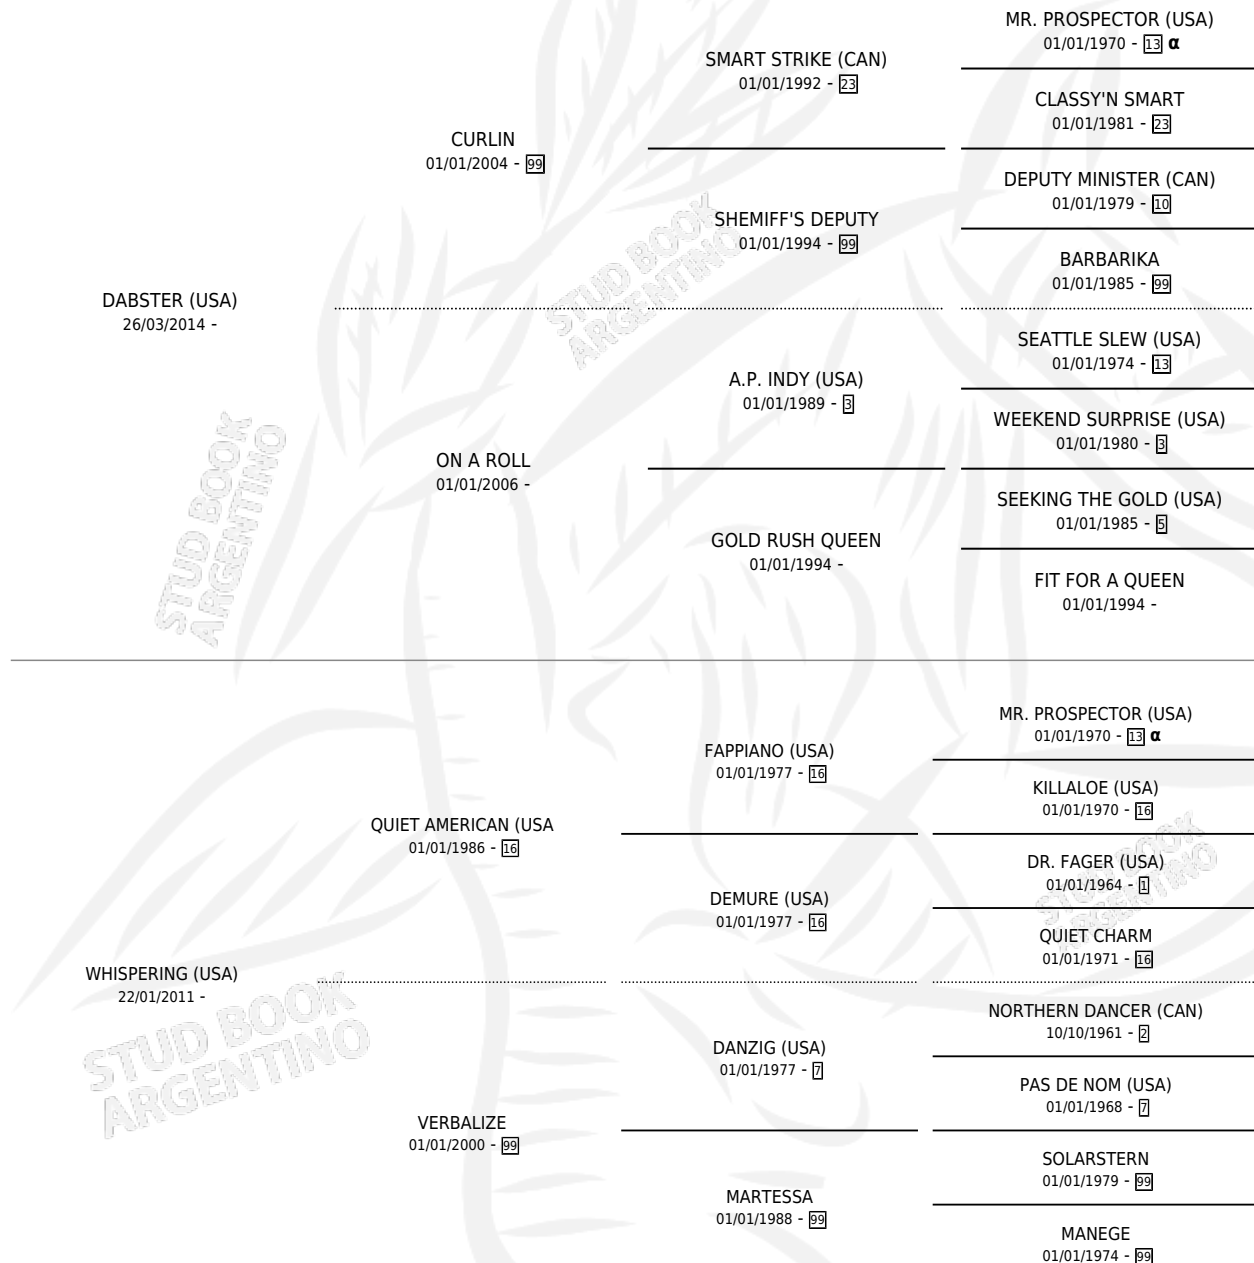 MR. PROSPECTOR (USA)
01/01/1970 - 13 α
SMART STRIKE (CAN)
01/01/1992 - 23
CLASSY'N SMART
01/01/1981 - 23
CURLIN
01/01/2004 - 99
DEPUTY MINISTER (CAN)
01/01/1979 - 10
SHEMIFF'S DEPUTY
01/01/1994 - 99
BARBARIKA
01/01/1985 - 99
DABSTER (USA)
26/03/2014 -
STUD BOOK
ARGENTINO
SEATTLE SLEW (USA)
01/01/1974 - 13
A.P. INDY (USA)
01/01/1989 - 3
WEEKEND SURPRISE (USA)
01/01/1980 - 3
ON A ROLL
01/01/2006 -
SEEKING THE GOLD (USA)
01/01/1985 - 5
GOLD RUSH QUEEN
01/01/1994 -
FIT FOR A QUEEN
01/01/1994 -
STUD BOOK
ARGENTINO
MR. PROSPECTOR (USA)
01/01/1970 - 13 α
FAPPIANO (USA)
01/01/1977 - 16
KILLALOE (USA)
01/01/1970 - 16
QUIET AMERICAN (USA
01/01/1986 - 16
DR. FAGER (USA)
01/01/1964 - 1
DEMURE (USA)
01/01/1977 - 16
QUIET CHARM
01/01/1971 - 16
STUD BOOK
ARGENTINO
WHISPERING (USA)
22/01/2011 -
STUD BOOK
ARGENTINO
NORTHERN DANCER (CAN)
10/10/1961 - 2
DANZIG (USA)
01/01/1977 - 7
PAS DE NOM (USA)
01/01/1968 - 7
VERBALIZE
01/01/2000 - 99
SOLARSTERN
01/01/1979 - 99
MARTESSA
01/01/1988 - 99
MANEGE
01/01/1974 - 99